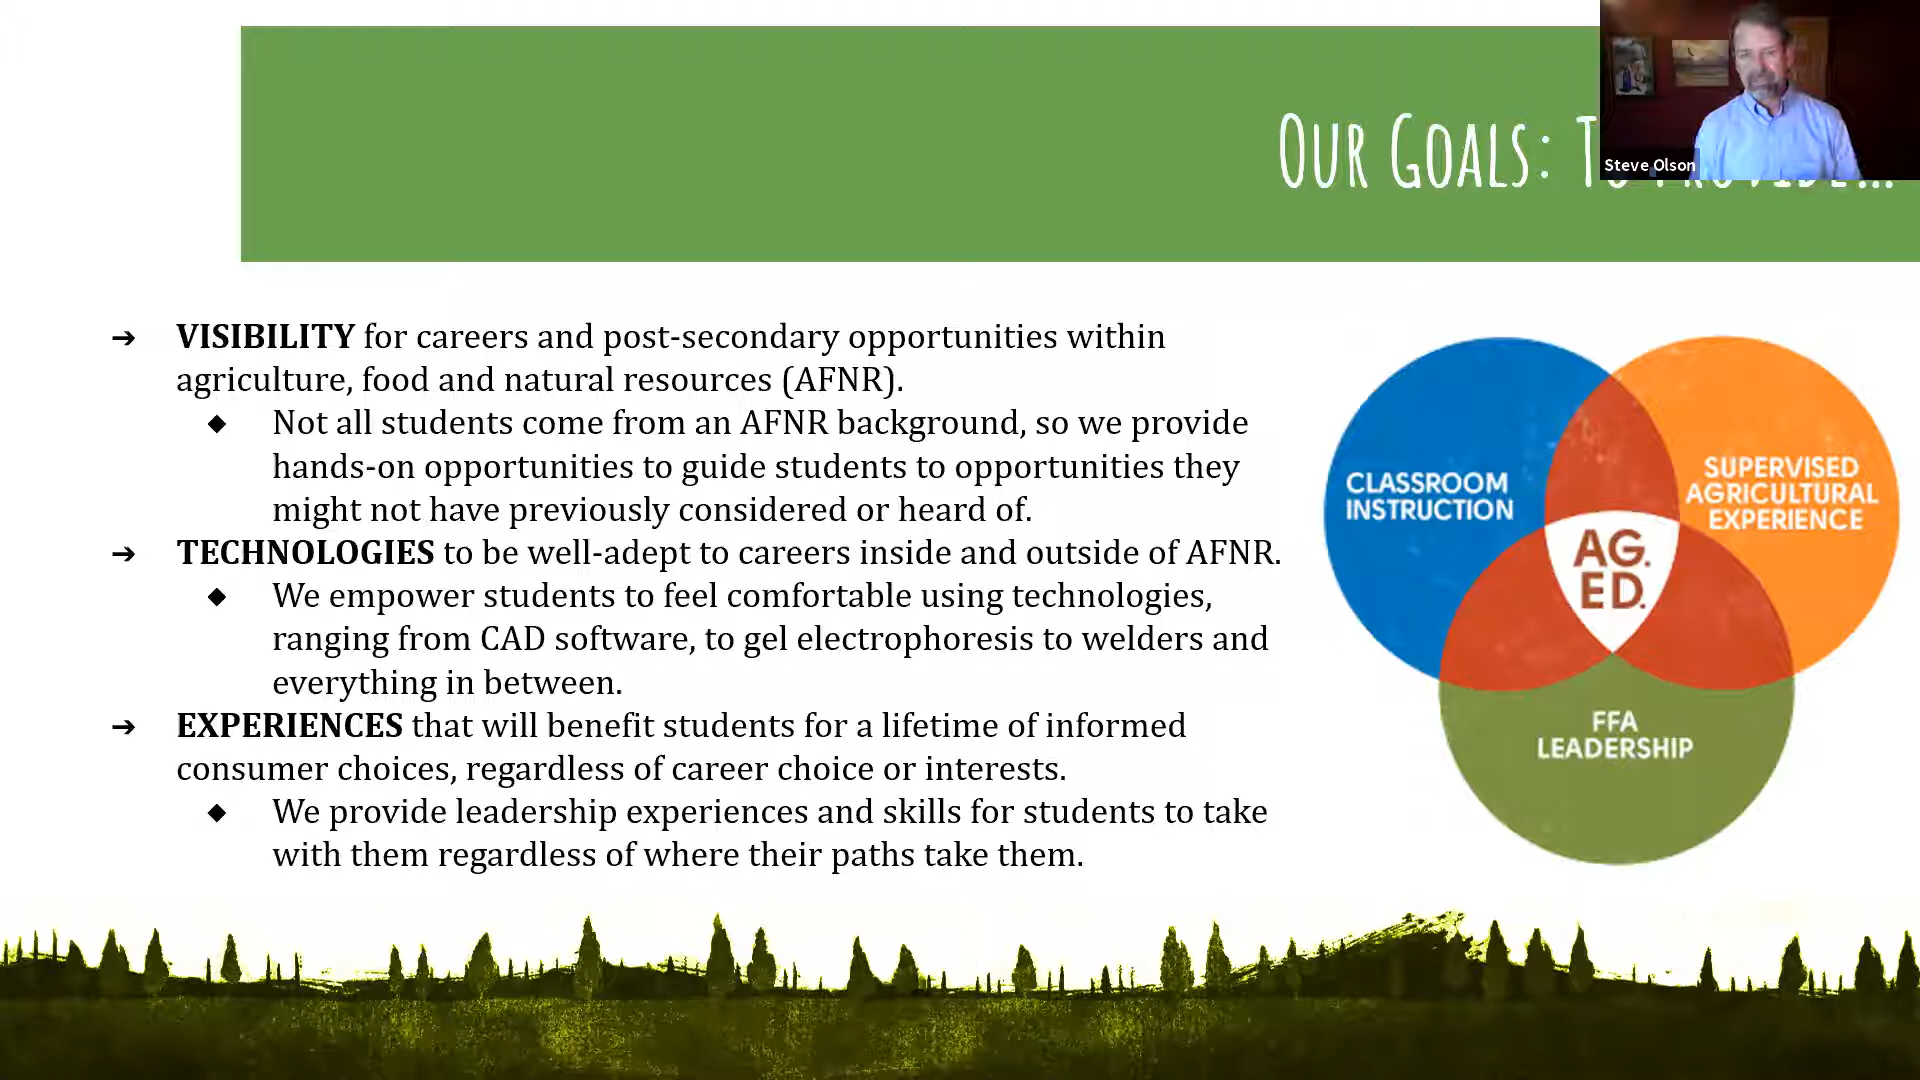 OUR GOALS: TO PROVIDE...
Steve Olson
➔ VISIBILITY for careers and post-secondary opportunities within
agriculture, food and natural resources (AFNR).
◆ Not all students come from an AFNR background, so we provide
hands-on opportunities to guide students to opportunities they
might not have previously considered or heard of.
➔ TECHNOLOGIES to be well-adept to careers inside and outside of AFNR.
◆ We empower students to feel comfortable using technologies,
ranging from CAD software, to gel electrophoresis to welders and
everything in between.
➔ EXPERIENCES that will benefit students for a lifetime of informed
consumer choices, regardless of career choice or interests.
◆ We provide leadership experiences and skills for students to take
with them regardless of where their paths take them.
CLASSROOM
INSTRUCTION
SUPERVISED
AGRICULTURAL
EXPERIENCE
AG.
ED.
FFA
LEADERSHIP